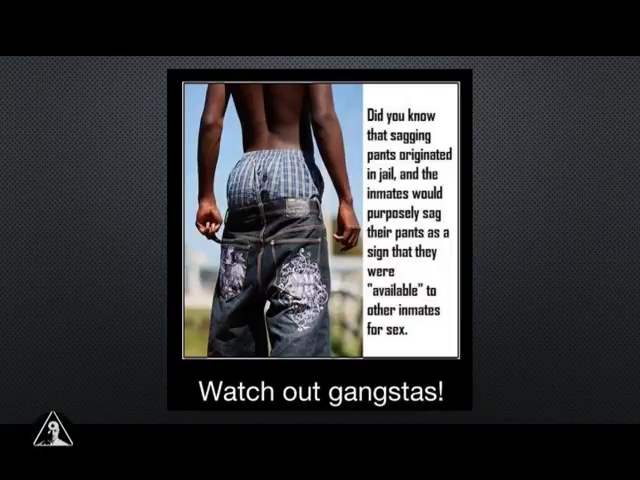 Did you know
that sagging
pants originated
in jail, and the
inmates would
purposely sag
their pants as a
sign that they
were
"available" to
other inmates
for sex.
Watch out gangstas!